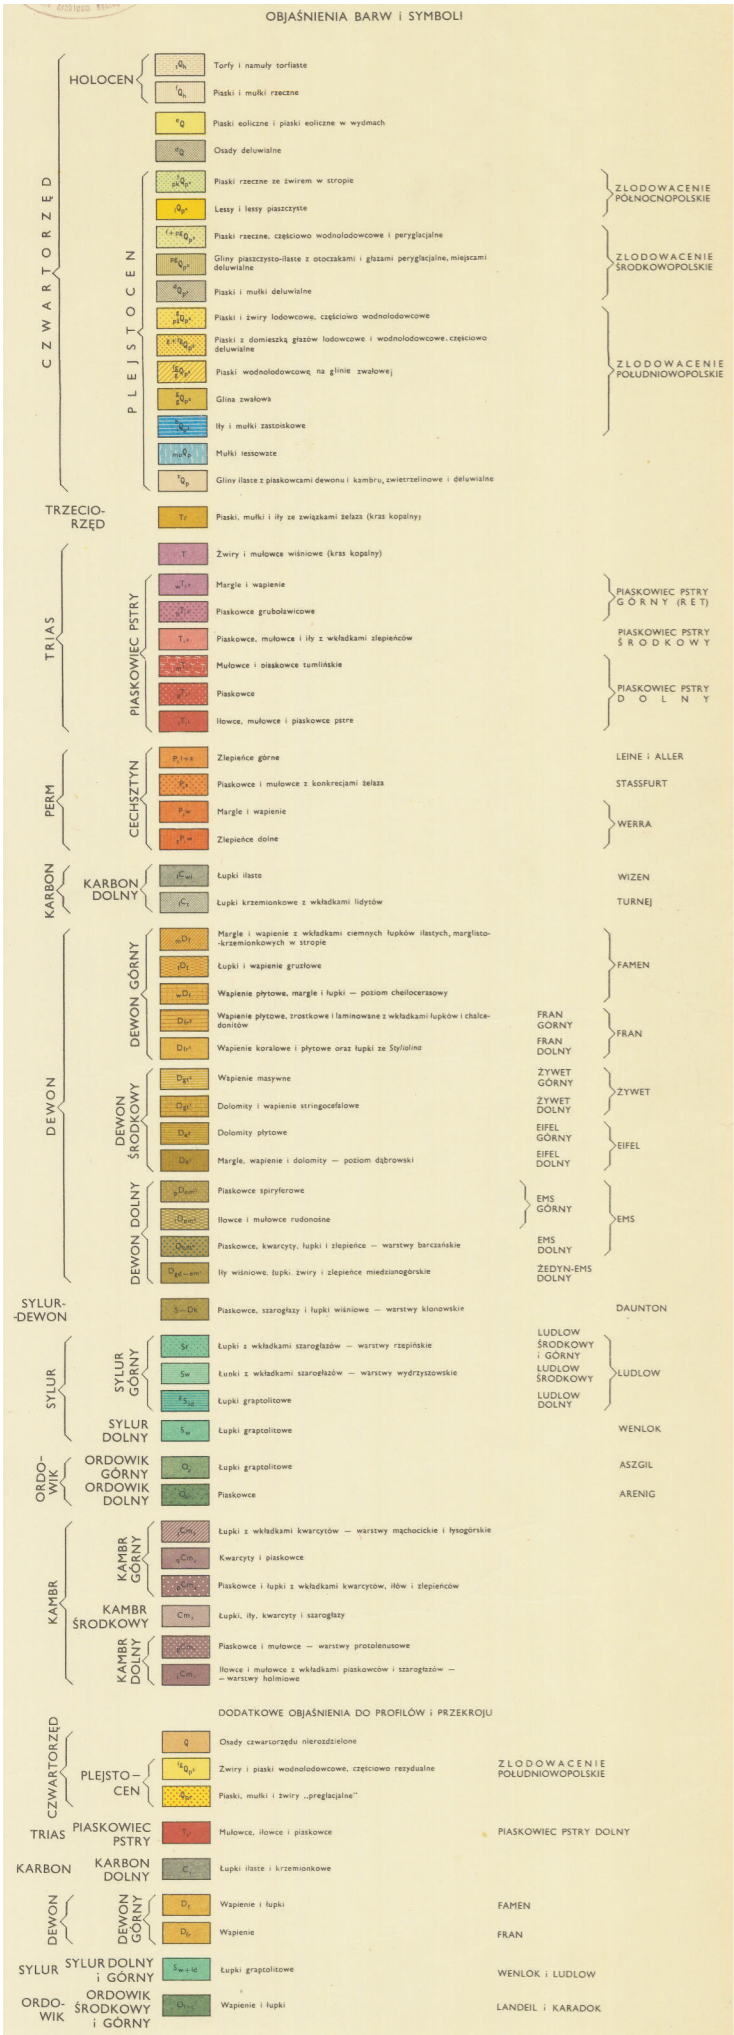 OBJAŚNIENIA BARW i SYMBOLI
CZWARTORZĘD
HOLOCEN
Torfy i namuły torfiaste
Piaski i mułki rzeczne
Piaski eoliczne i piaski eoliczne w wydmach
Osady deluwialne
PLEJSTOCEN
Piaski rzeczne ze żwirem w stropie
Lessy i lessy piaszczyste
ZLODOWACENIE
PÓŁNOCNOPOLSKIE
Piaski rzeczne, częściowo wodnolodowcowe i peryglacjalne
Gliny piaszczysto-ilaste z otoczakami i głazami peryglacjalne, miejscami
deluwialne
Piaski i mułki deluwialne
ZLODOWACENIE
ŚRODKOWOPOLSKIE
Piaski i żwiry lodowcowe, częściowo wodnolodowcowe
Piaski z domieszką głazów lodowcowe i wodnolodowcowe, częściowo
deluwialne
Piaski wodnolodowcowe na glinie zwałowej
Glina zwałowa
Iły i mułki zastoiskowe
ZLODOWACENIE
POŁUDNIOWOPOLSKIE
Mułki lessowate
Gliny ilaste z piaskowcami dewonu i kambru, zwietrzelinowe i deluwialne
TRZECIO-
RZĘD
Tr
Piaski, mułki i iły ze związkami żelaza (kras kopalny)
TRIAS
T
Żwiry i mułowce wiśniowe (kras kopalny)
PIASKOWIEC PSTRY
Margle i wapienie
Piaskowce gruboławicowe
PIASKOWIEC PSTRY
GÓRNY (RET)
Piaskowce, mułowce i iły z wkładkami zlepieńców
PIASKOWIEC PSTRY
ŚRODKOWY
Mułowce i piaskowce tumlińskie
Piaskowce
Iłowce, mułowce i piaskowce pstre
PIASKOWIEC PSTRY
DOLNY
PERM
CECHSZTYN
Zlepieńce górne
LEINE i ALLER
Piaskowce i mułowce z konkrecjami żelaza
STASSFURT
Margle i wapienie
Zlepieńce dolne
WERRA
KARBON
KARBON
DOLNY
Łupki ilaste
WIZEN
Łupki krzemionkowe z wkładkami lidytów
TURNEJ
DEWON
DEWON GÓRNY
Margle i wapienie z wkładkami ciemnych łupków ilastych, marglisto-
-krzemionkowych w stropie
Łupki i wapienie gruzłowe
Wapienie płytowe, margle i łupki — poziom cheilocerasowy
FAMEN
Wapienie płytowe, zrostkowe i laminowane z wkładkami łupków i chalce-
donitów
FRAN
GÓRNY
Wapienie koralowe i płytowe oraz łupki ze Styliolina
FRAN
DOLNY
FRAN
DEWON
ŚRODKOWY
Wapienie masywne
ŻYWET
GÓRNY
Dolomity i wapienie stringocefalowe
ŻYWET
DOLNY
ŻYWET
Dolomity płytowe
EIFEL
GÓRNY
Margle, wapienie i dolomity — poziom dąbrowski
EIFEL
DOLNY
EIFEL
DEWON DOLNY
Piaskowce spiryferowe
Iłowce i mułowce rudonośne
EMS
GÓRNY
Piaskowce, kwarcyty, łupki i zlepieńce — warstwy barczańskie
EMS
DOLNY
EMS
Iły wiśniowe, łupki, żwiry i zlepieńce miedzianogórskie
ŻEDYN-EMS
DOLNY
SYLUR-
-DEWON
S—Dk
Piaskowce, szarogłazy i łupki wiśniowe — warstwy klonowskie
DAUNTON
SYLUR
SYLUR
GÓRNY
Sr
Łupki z wkładkami szarogłazów — warstwy rzepińskie
LUDLOW
ŚRODKOWY
i GÓRNY
Sw
Łupki z wkładkami szarogłazów — warstwy wydrzyszowskie
LUDLOW
ŚRODKOWY
Łupki graptolitowe
LUDLOW
DOLNY
LUDLOW
SYLUR
DOLNY
Łupki graptolitowe
WENLOK
ORDO-
WIK
ORDOWIK
GÓRNY
Łupki graptolitowe
ASZGIL
ORDOWIK
DOLNY
Piaskowce
ARENIG
KAMBR
KAMBR
GÓRNY
Łupki z wkładkami kwarcytów — warstwy mąchocickie i łysogórskie
Kwarcyty i piaskowce
Piaskowce i łupki z wkładkami kwarcytów, iłów i zlepieńców
KAMBR
ŚRODKOWY
Łupki, iły, kwarcyty i szarogłazy
KAMBR
DOLNY
Piaskowce i mułowce — warstwy protolenusowe
Iłowce i mułowce z wkładkami piaskowców i szarogłazów —
— warstwy holmiowe
DODATKOWE OBJAŚNIENIA DO PROFILÓW i PRZEKROJU
CZWARTORZĘD
Q
Osady czwartorzędu nierozdzielone
PLEJSTO—
CEN
Żwiry i piaski wodnolodowcowe, częściowo rezydualne
ZLODOWACENIE
POŁUDNIOWOPOLSKIE
Piaski, mułki i żwiry „preglacjalne"
TRIAS
PIASKOWIEC
PSTRY
Mułowce, iłowce i piaskowce
PIASKOWIEC PSTRY DOLNY
KARBON
KARBON
DOLNY
Łupki ilaste i krzemionkowe
DEWON
DEWON
GÓRNY
Wapienie i łupki
FAMEN
Wapienie
FRAN
SYLUR
SYLUR DOLNY
i GÓRNY
Łupki graptolitowe
WENLOK i LUDLOW
ORDO-
WIK
ORDOWIK
ŚRODKOWY
i GÓRNY
Wapienie i łupki
LANDEIL i KARADOK